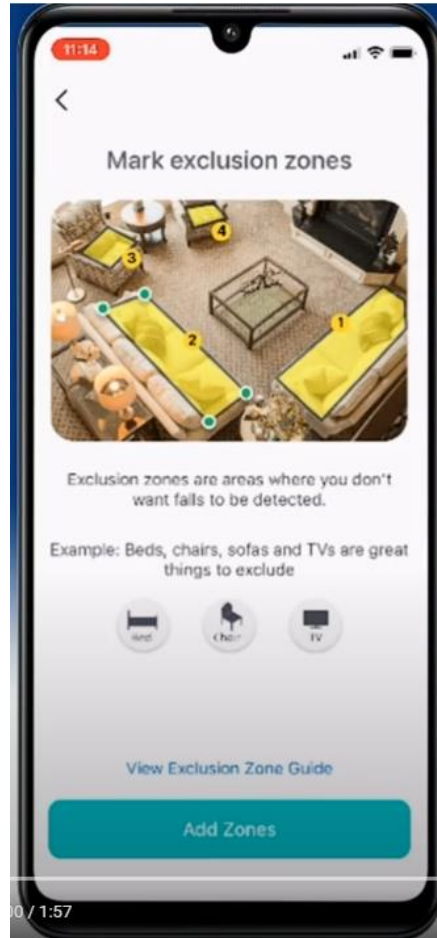 11:14
Mark exclusion zones
4
3
1
2
Exclusion zones are areas where you don't
want falls to be detected.
Example: Beds, chairs, sofas and TVs are great
things to exclude
Bed
Chair
TV
View Exclusion Zone Guide
Add Zones
00 / 1:57